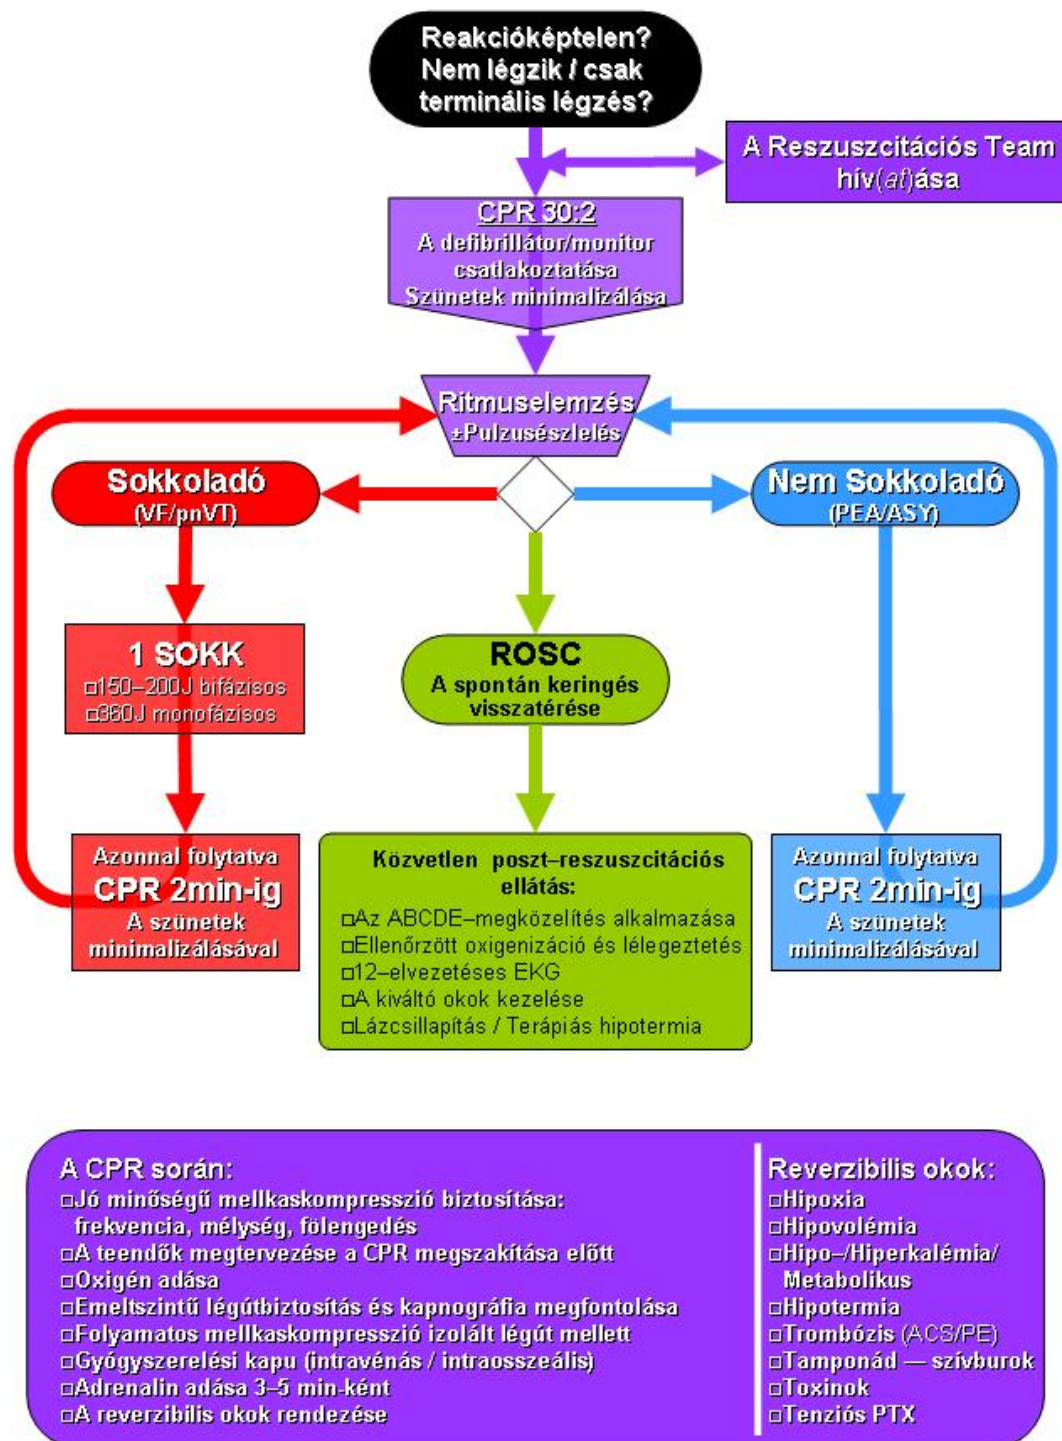 Reakcióképtelen?
Nem légzik / csak
terminális légzés?
A Reszuszcitációs Team
hív(at)ása
CPR 30:2
A defibrillátor/monitor
csatlakoztatása
Szünetek minimalizálása
Ritmuselemzés
±Pulzusészlelés
Sokkoladó
(VF/pnVT)
Nem Sokkoladó
(PEA/ASY)
1 SOKK
□150–200J bifázisos
□360J monofázisos
ROSC
A spontán keringés
visszatérése
Azonnal folytatva
CPR 2min-ig
A szünetek
minimalizálásával
Közvetlen poszt–reszuszcitációs
ellátás:
□Az ABCDE–megközelítés alkalmazása
□Ellenőrzött oxigenizáció és lélegeztetés
□12–elvezetéses EKG
□A kiváltó okok kezelése
□Lázcsillapítás / Terápiás hipotermia
Azonnal folytatva
CPR 2min-ig
A szünetek
minimalizálásával
A CPR során:
□Jó minőségű mellkaskompresszió biztosítása:
frekvencia, mélység, fölengedés
□A teendők megtervezése a CPR megszakítása előtt
□Oxigén adása
□Emeltszintű légútbiztosítás és kapnográfia megfontolása
□Folyamatos mellkaskompresszió izolált légút mellett
□Gyógyszerelési kapu (intravénás / intraosszeális)
□Adrenalin adása 3–5 min-ként
□A reverzibilis okok rendezése
Reverzibilis okok:
□Hipoxia
□Hipovolémia
□Hipo–/Hiperkalémia/
Metabolikus
□Hipotermia
□Trombózis (ACS/PE)
□Tamponád — szívburok
□Toxinok
□Tenziós PTX